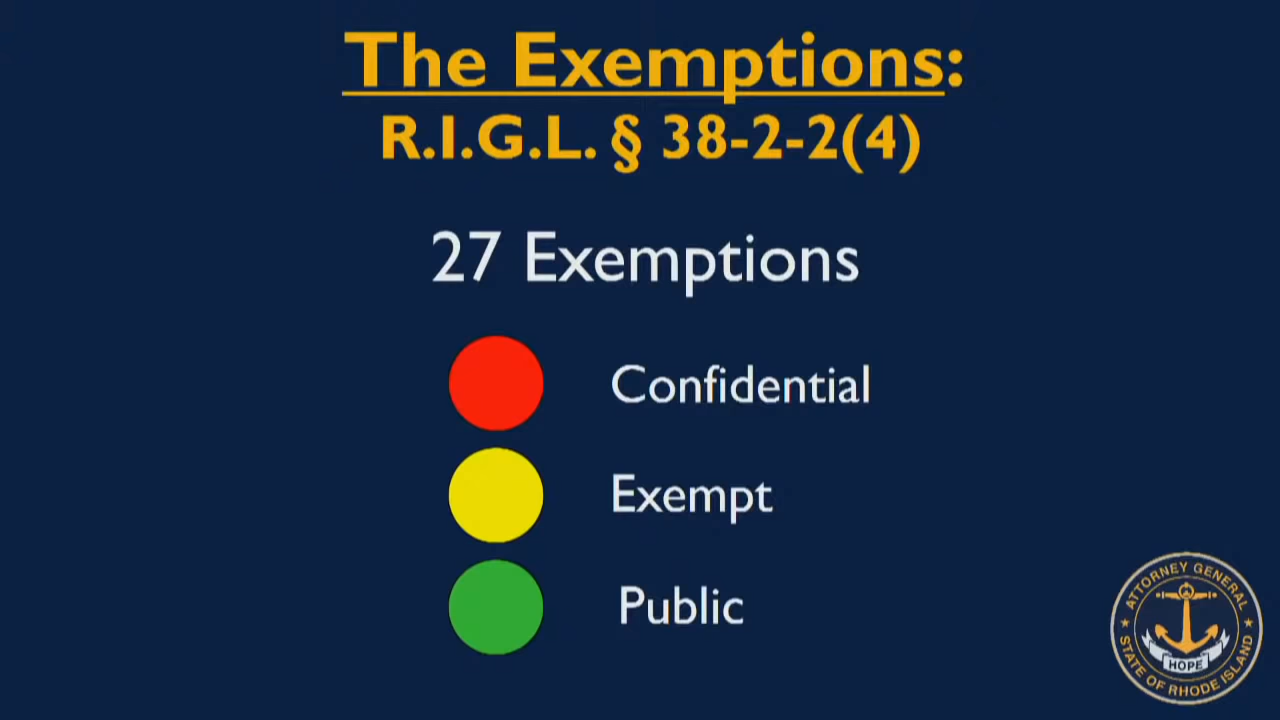 The Exemptions:
R.I.G.L. § 38-2-2(4)
27 Exemptions
Confidential
Exempt
Public
ATTORNEY GENERAL
HOPE
STATE OF RHODE ISLAND